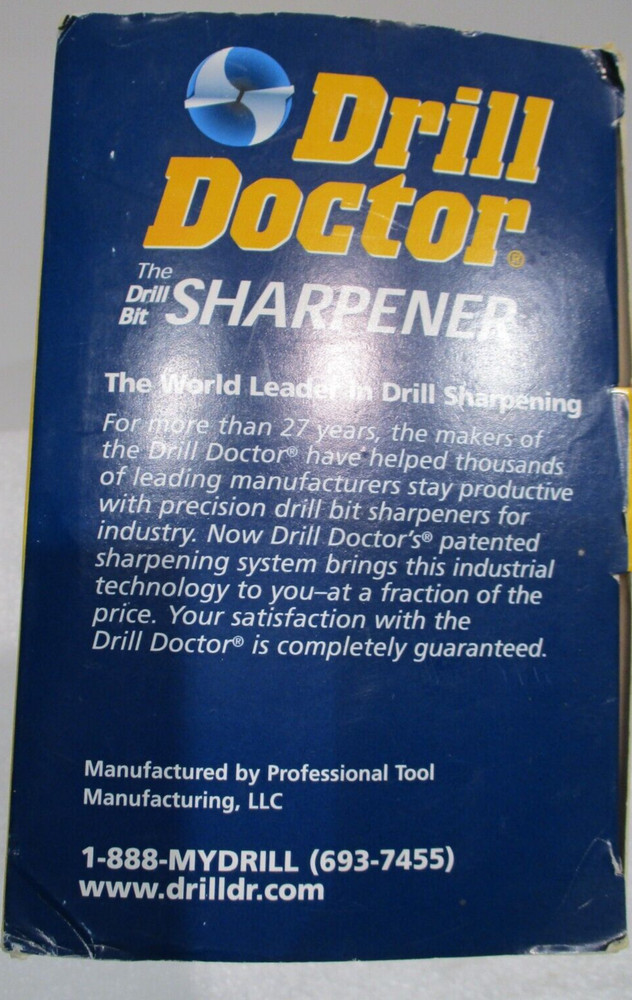 Drill
Doctor®
The
Drill
Bit SHARPENER
The World Leader in Drill Sharpening
For more than 27 years, the makers of
the Drill Doctor® have helped thousands
of leading manufacturers stay productive
with precision drill bit sharpeners for
industry. Now Drill Doctor's® patented
sharpening system brings this industrial
technology to you–at a fraction of the
price. Your satisfaction with the
Drill Doctor® is completely guaranteed.
Manufactured by Professional Tool
Manufacturing, LLC
1-888-MYDRILL (693-7455)
www.drilldr.com